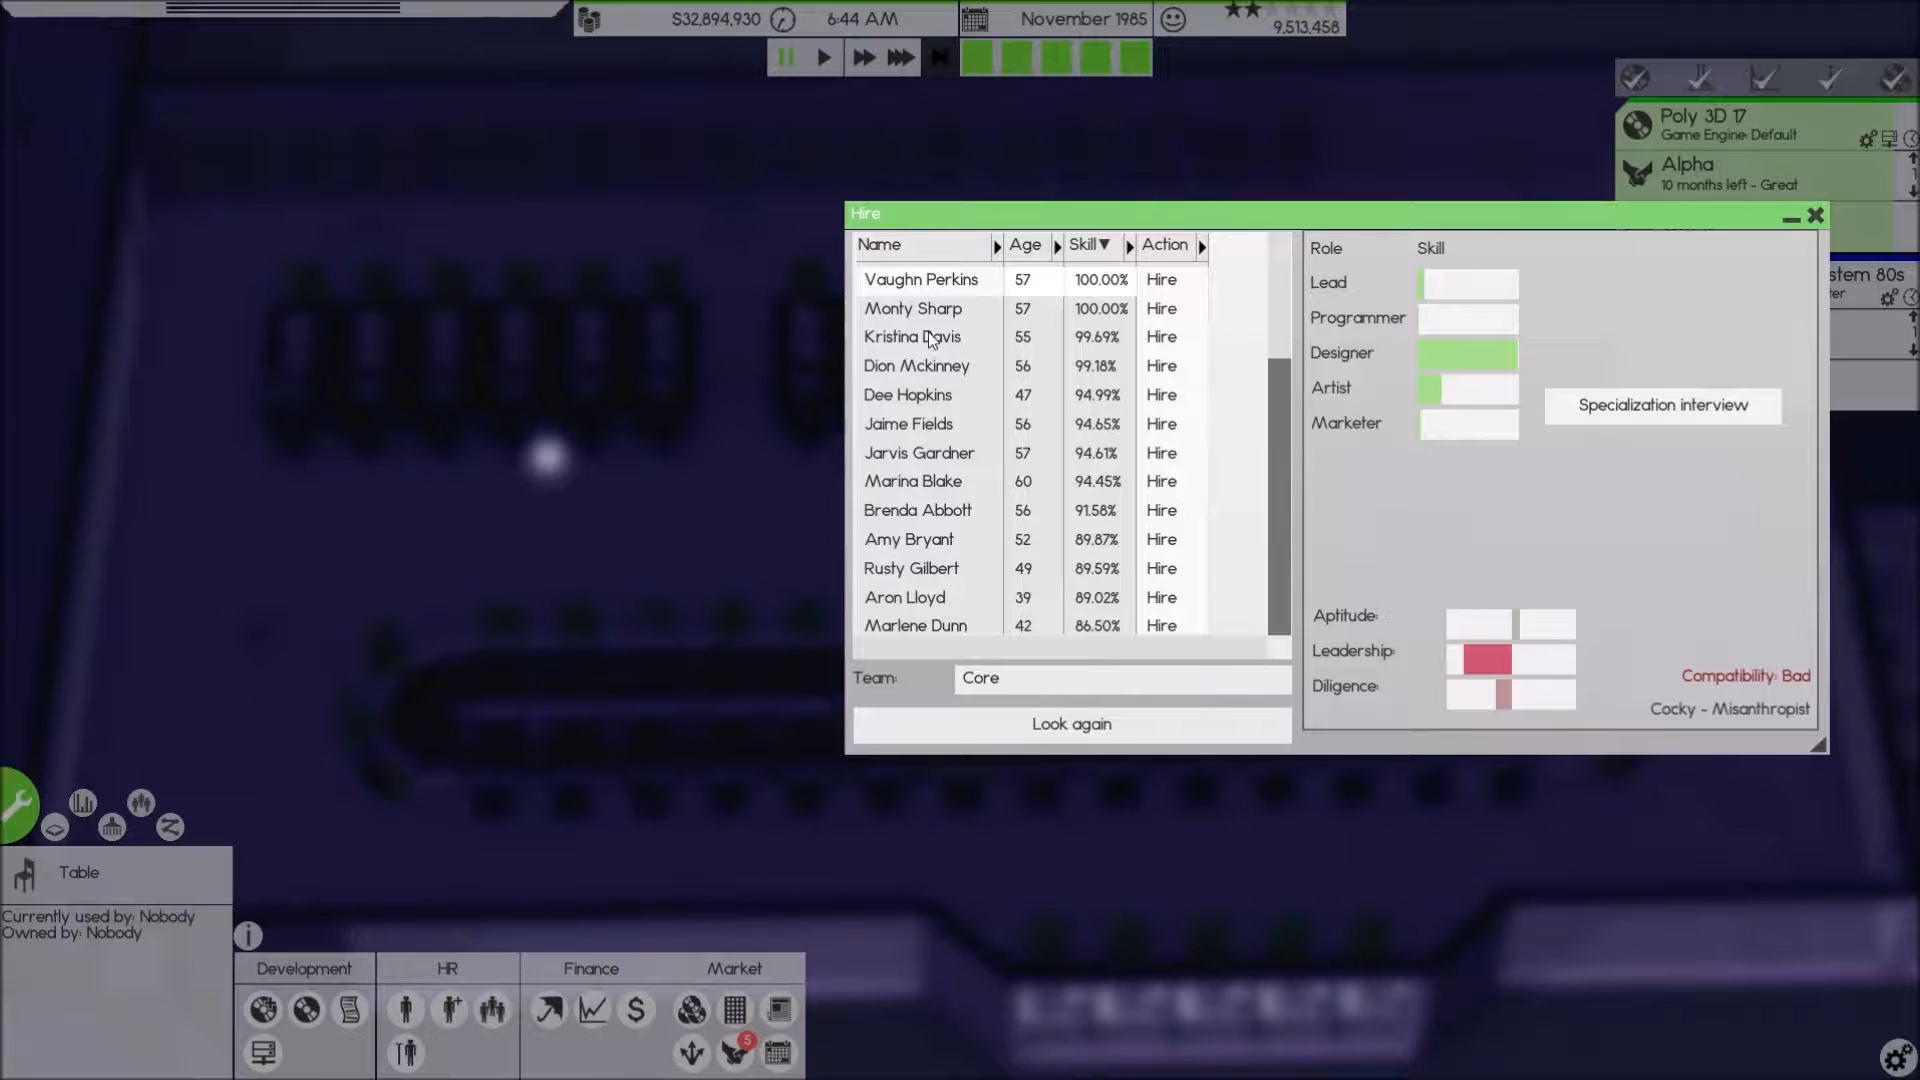 $32,894,930
6:44 AM
November 1985
9,513,458
Poly 3D 17
Game Engine: Default
Alpha
10 months left - Great
stem 80s
ter
1
1
Hire
Name Age Skill▼ Action
Vaughn Perkins 57 100.00% Hire
Monty Sharp 57 100.00% Hire
Kristina Davis 55 99.69% Hire
Dion Mckinney 56 99.18% Hire
Dee Hopkins 47 94.99% Hire
Jaime Fields 56 94.65% Hire
Jarvis Gardner 57 94.61% Hire
Marina Blake 60 94.45% Hire
Brenda Abbott 56 91.58% Hire
Amy Bryant 52 89.87% Hire
Rusty Gilbert 49 89.59% Hire
Aron Lloyd 39 89.02% Hire
Marlene Dunn 42 86.50% Hire
Team: Core
Look again
Role Skill
Lead
Programmer
Designer
Artist
Marketer
Specialization interview
Aptitude:
Leadership:
Diligence:
Compatibility: Bad
Cocky - Misanthropist
Table
Currently used by: Nobody
Owned by: Nobody
Development HR Finance Market
5